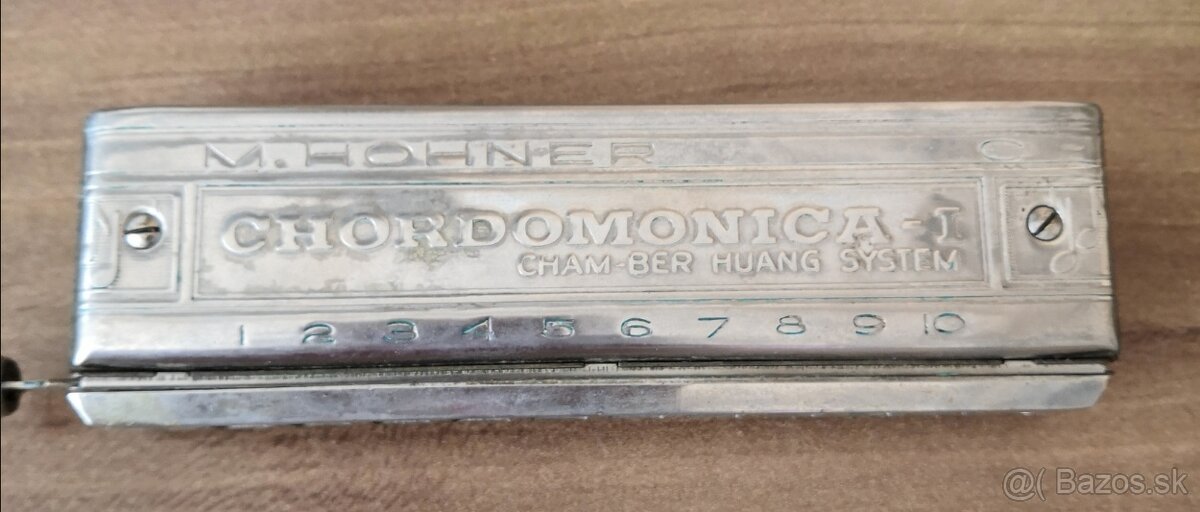 M. HOHNER C
CHORDOMONICA-I
CHAM-BER HUANG SYSTEM
1 2 3 4 5 6 7 8 9 10
@( Bazos.sk